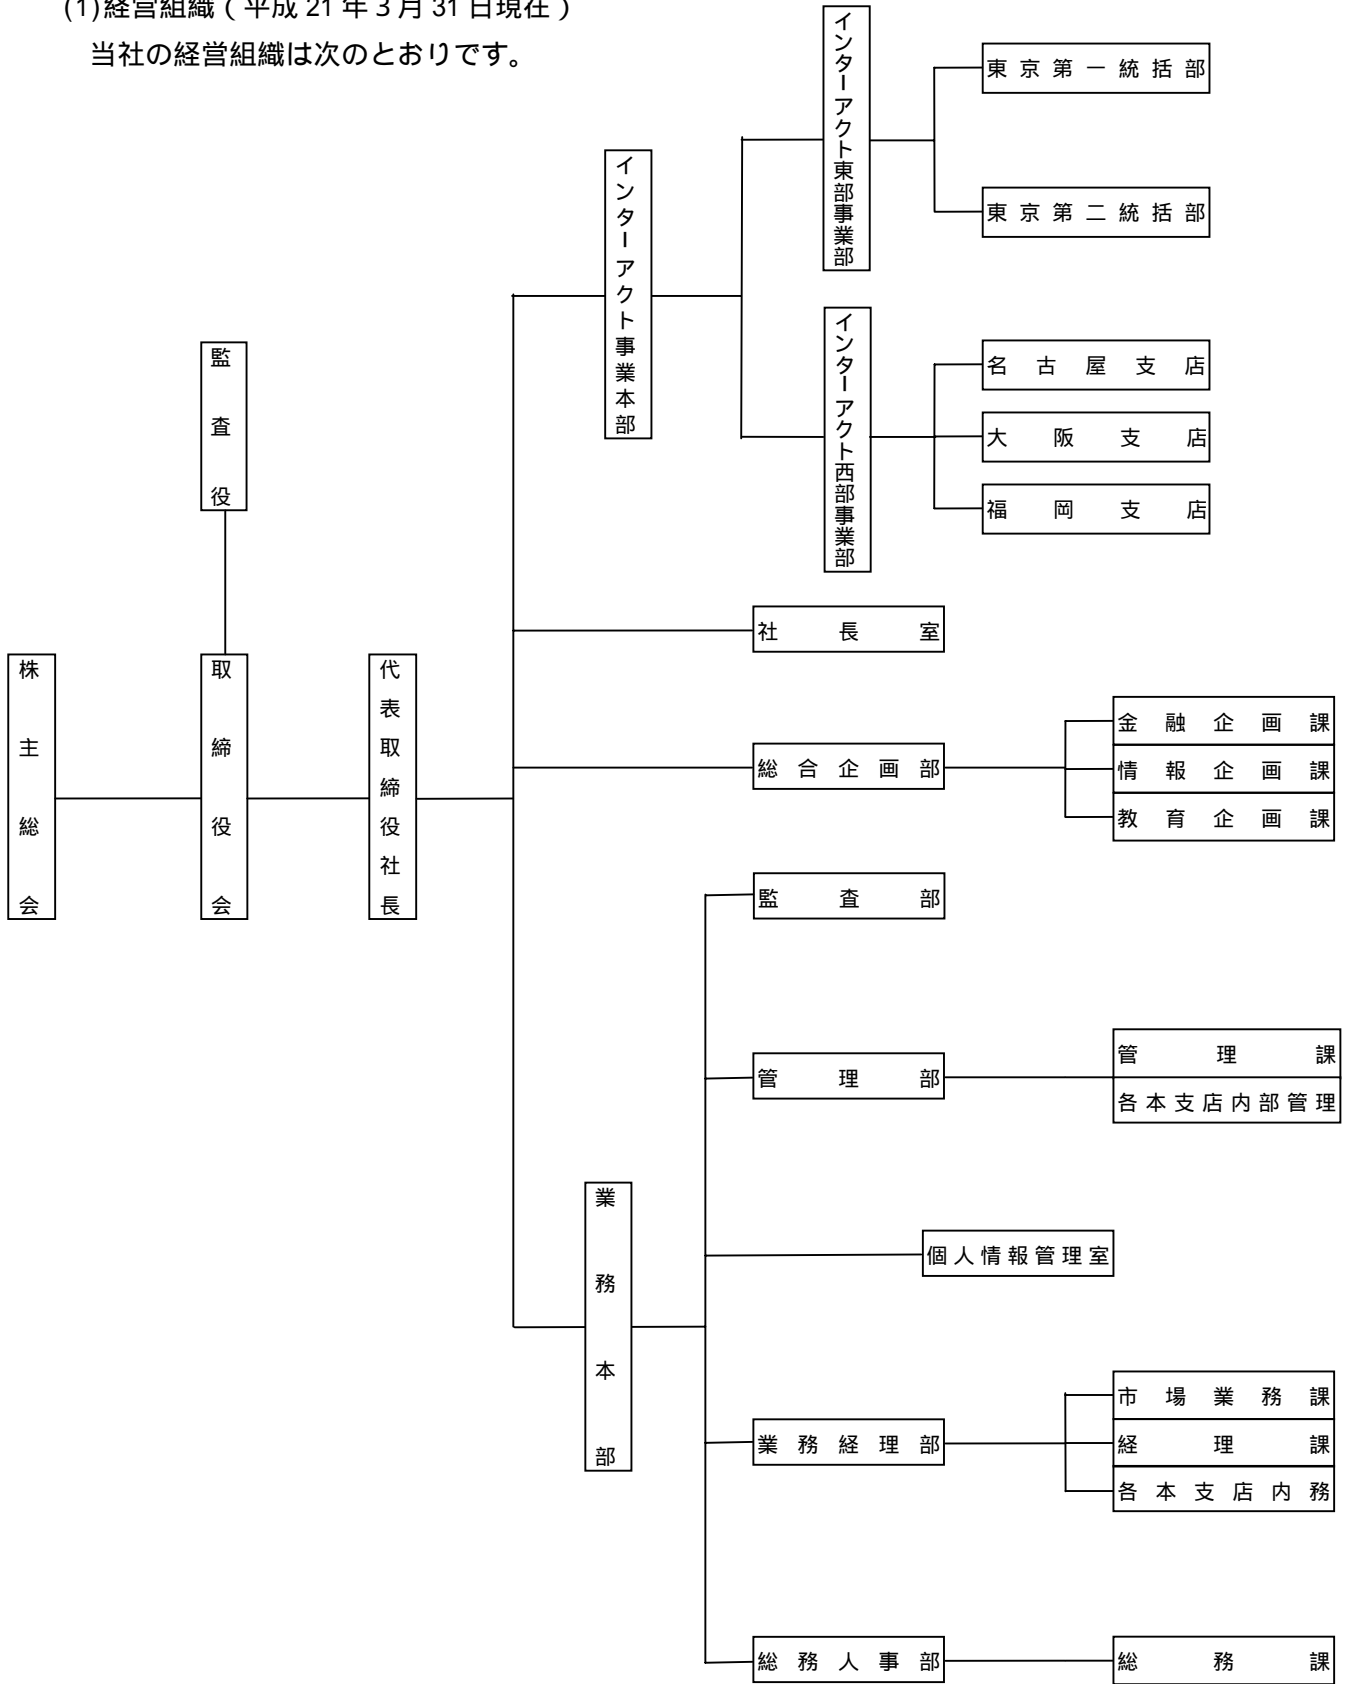 (1)経営組織（平成21年３月31日現在）
当社の経営組織は次のとおりです。
株主総会
監査役
取締役会
代表取締役社長
インターアクト事業本部
インターアクト東部事業部
東京第一統括部
東京第二統括部
インターアクト西部事業部
名古屋支店
大阪支店
福岡支店
社長室
総合企画部
金融企画課
情報企画課
教育企画課
業務本部
監査部
管理部
管理課
各本支店内部管理
個人情報管理室
業務経理部
市場業務課
経理課
各本支店内務
総務人事部
総務課